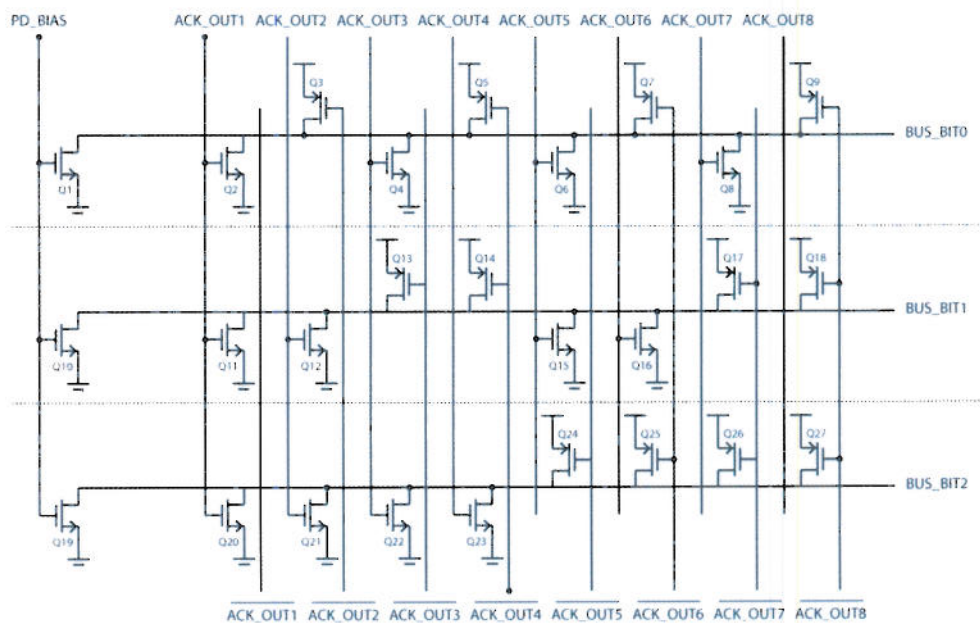 PD_BIAS ACK_OUT1 ACK_OUT2 ACK_OUT3 ACK_OUT4 ACK_OUT5 ACK_OUT6 ACK_OUT7 ACK_OUT8
Q3 Q5 Q7 Q9
BUS_BIT0
Q1 Q2 Q4 Q6 Q8
Q13 Q14 Q17 Q18
BUS_BIT1
Q10 Q11 Q12 Q15 Q16
Q24 Q25 Q26 Q27
BUS_BIT2
Q19 Q20 Q21 Q22 Q23
ACK_OUT1 ACK_OUT2 ACK_OUT3 ACK_OUT4 ACK_OUT5 ACK_OUT6 ACK_OUT7 ACK_OUT8